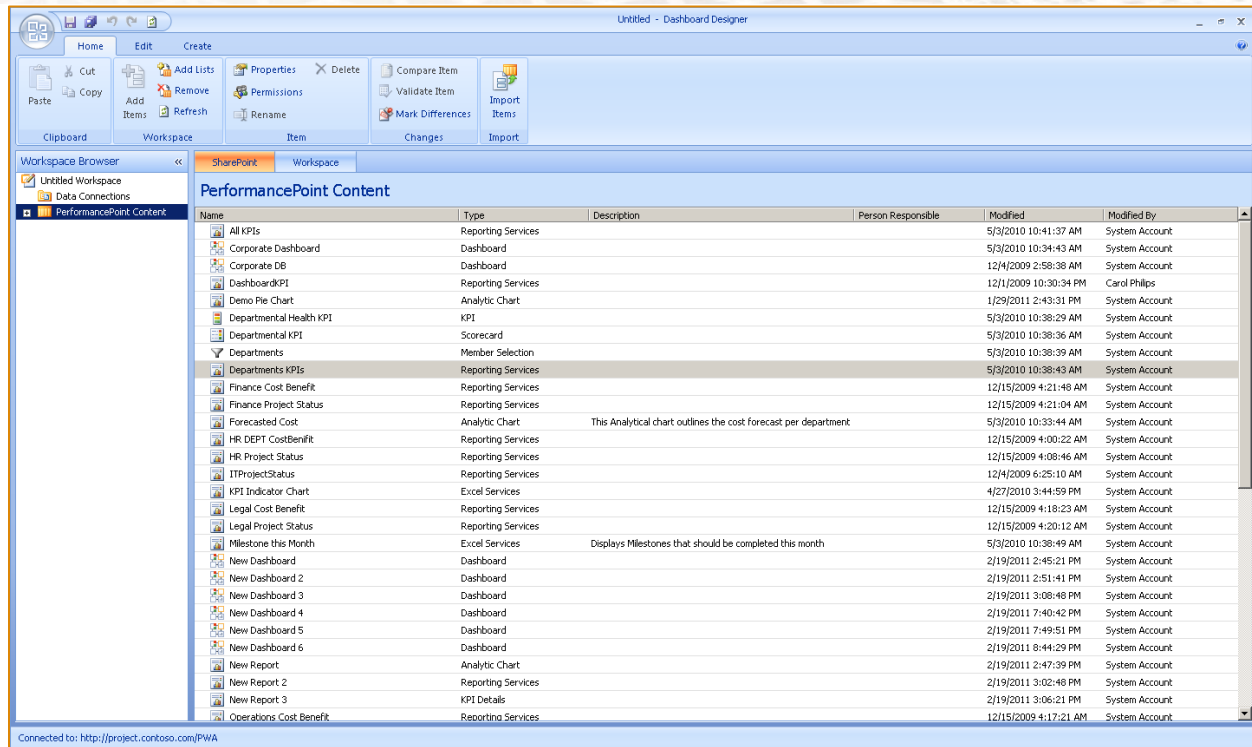 Untitled - Dashboard Designer
Home Edit Create
Paste Cut Copy Add Items Add Lists Remove Refresh Properties Delete Permissions Rename Compare Item Validate Item Mark Differences Import Items
Clipboard Workspace Item Changes Import
Workspace Browser «
Untitled Workspace
Data Connections
PerformancePoint Content
SharePoint Workspace
PerformancePoint Content
Name Type Description Person Responsible Modified Modified By
All KPIs Reporting Services 5/3/2010 10:41:37 AM System Account
Corporate Dashboard Dashboard 5/3/2010 10:34:43 AM System Account
Corporate DB Dashboard 12/4/2009 2:58:38 AM System Account
DashboardKPI Reporting Services 12/1/2009 10:30:34 PM Carol Philips
Demo Pie Chart Analytic Chart 1/29/2011 2:43:31 PM System Account
Departmental Health KPI KPI 5/3/2010 10:38:29 AM System Account
Departmental KPI Scorecard 5/3/2010 10:38:36 AM System Account
Departments Member Selection 5/3/2010 10:38:39 AM System Account
Departments KPIs Reporting Services 5/3/2010 10:38:43 AM System Account
Finance Cost Benefit Reporting Services 12/15/2009 4:21:48 AM System Account
Finance Project Status Reporting Services 12/15/2009 4:21:04 AM System Account
Forecasted Cost Analytic Chart This Analytical chart outlines the cost forecast per department 5/3/2010 10:33:44 AM System Account
HR DEPT CostBenifit Reporting Services 12/15/2009 4:00:22 AM System Account
HR Project Status Reporting Services 12/15/2009 4:08:46 AM System Account
ITProjectStatus Reporting Services 12/4/2009 6:25:10 AM System Account
KPI Indicator Chart Excel Services 4/27/2010 3:44:59 PM System Account
Legal Cost Benefit Reporting Services 12/15/2009 4:18:23 AM System Account
Legal Project Status Reporting Services 12/15/2009 4:20:12 AM System Account
Milestone this Month Excel Services Displays Milestones that should be completed this month 5/3/2010 10:38:49 AM System Account
New Dashboard Dashboard 2/19/2011 2:45:21 PM System Account
New Dashboard 2 Dashboard 2/19/2011 2:51:41 PM System Account
New Dashboard 3 Dashboard 2/19/2011 3:08:48 PM System Account
New Dashboard 4 Dashboard 2/19/2011 7:40:42 PM System Account
New Dashboard 5 Dashboard 2/19/2011 7:49:51 PM System Account
New Dashboard 6 Dashboard 2/19/2011 8:44:29 PM System Account
New Report Analytic Chart 2/19/2011 2:47:39 PM System Account
New Report 2 Reporting Services 2/19/2011 3:02:48 PM System Account
New Report 3 KPI Details 2/19/2011 3:06:21 PM System Account
Operations Cost Benefit Reporting Services 12/15/2009 4:17:21 AM System Account
Connected to: http://project.contoso.com/PWA